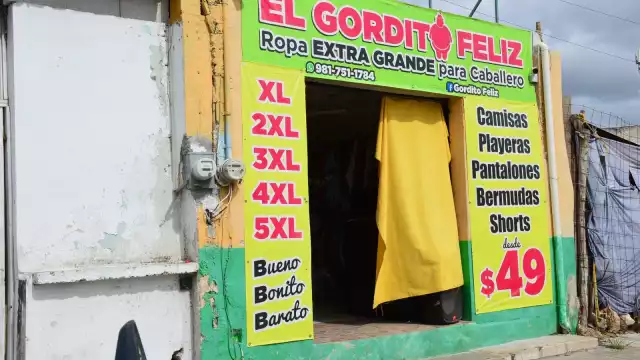 EL GORDITO FELIZ
Ropa EXTRA GRANDE para Caballero
981-751-1784
Gordito Feliz
XL
2XL
3XL
4XL
5XL
Bueno
Bonito
Barato
Camisas
Playeras
Pantalones
Bermudas
Shorts
desde
$49